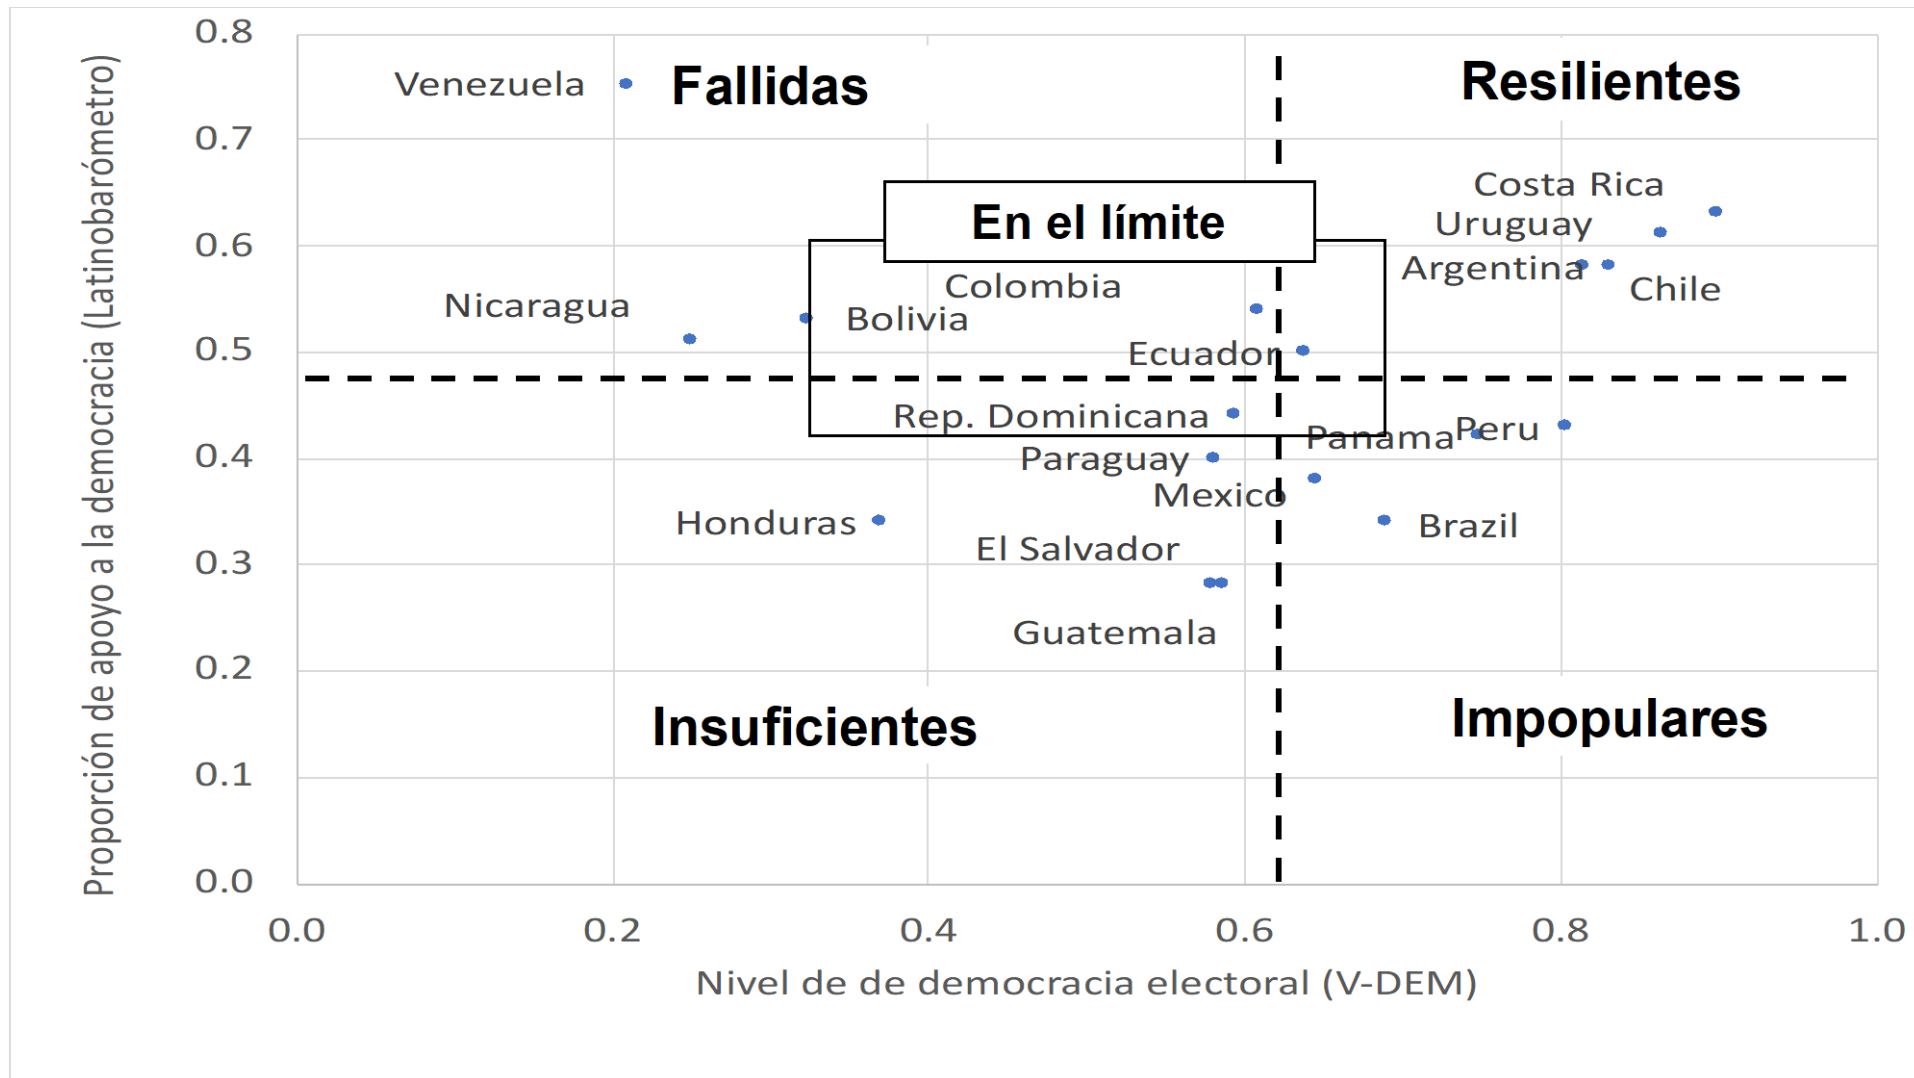 Proporción de apoyo a la democracia (Latinobarómetro)
0.8
0.7
0.6
0.5
0.4
0.3
0.2
0.1
0.0
Venezuela
Fallidas
Resilientes
Costa Rica
En el límite
Uruguay
Argentina
Colombia
Chile
Nicaragua
Bolivia
Ecuador
Rep. Dominicana
Panama
Peru
Paraguay
Mexico
Honduras
Brazil
El Salvador
Guatemala
Insuficientes
Impopulares
0.0 0.2 0.4 0.6 0.8 1.0
Nivel de de democracia electoral (V-DEM)